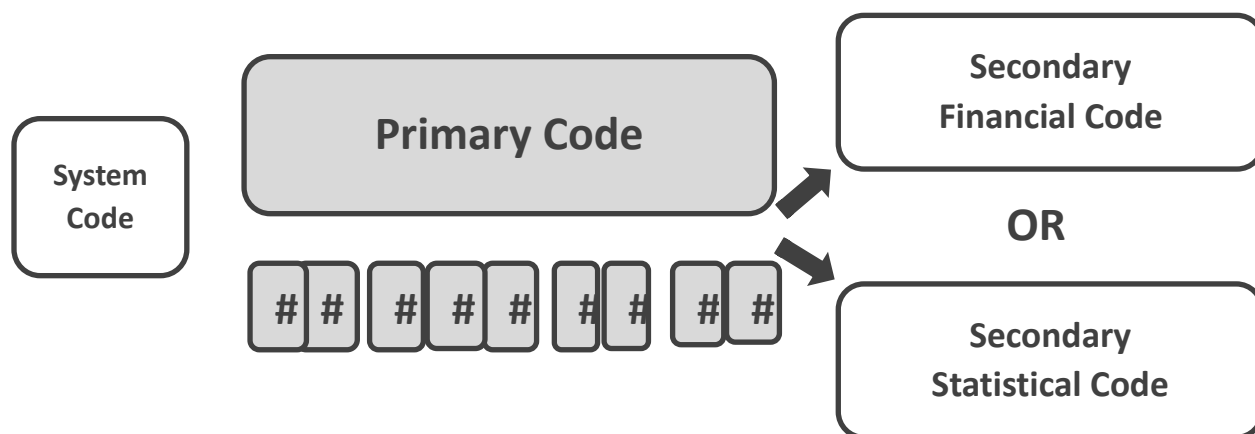 System
Code
Primary Code
# # # # # # # # #
Secondary
Financial Code
OR
Secondary
Statistical Code